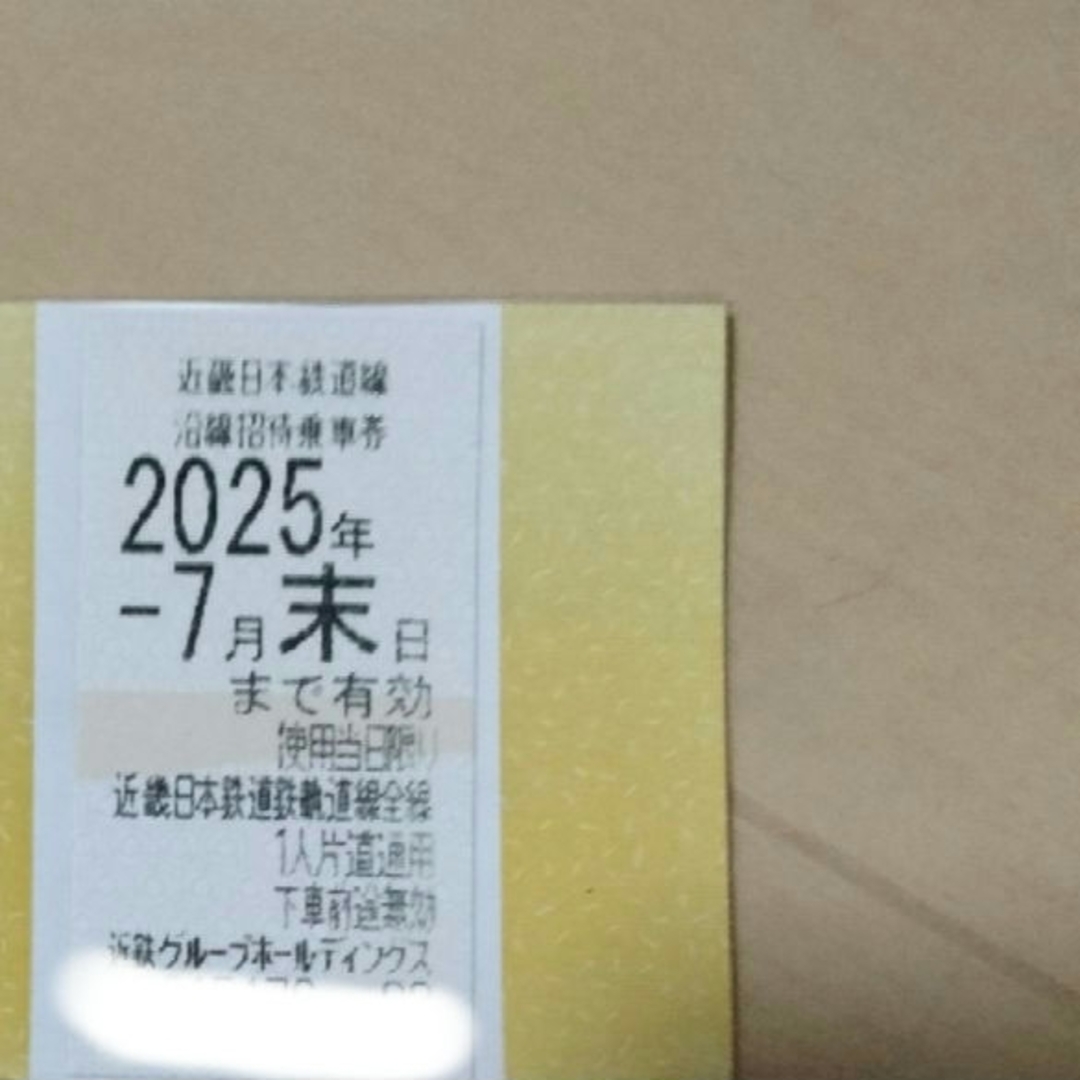 近畿日本鉄道線
沿線招待乗車券
2025年
-7月末日
まで有効
使用当日限り
近畿日本鉄道鉄軌道線全線
1人片道通用
下車前途無効
近鉄グループホールディングス